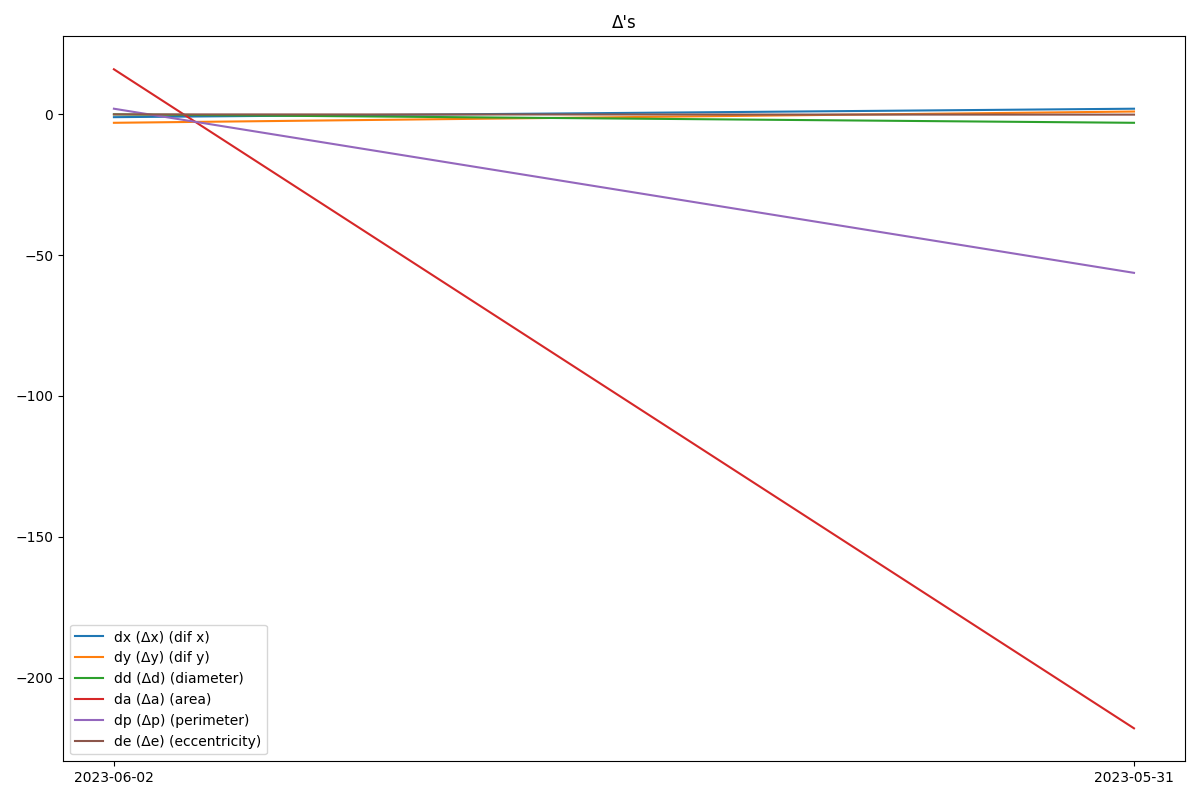 Δ's
0
−50
−100
−150
−200
dx (Δx) (dif x)
dy (Δy) (dif y)
dd (Δd) (diameter)
da (Δa) (area)
dp (Δp) (perimeter)
de (Δe) (eccentricity)
2023-06-02 2023-05-31